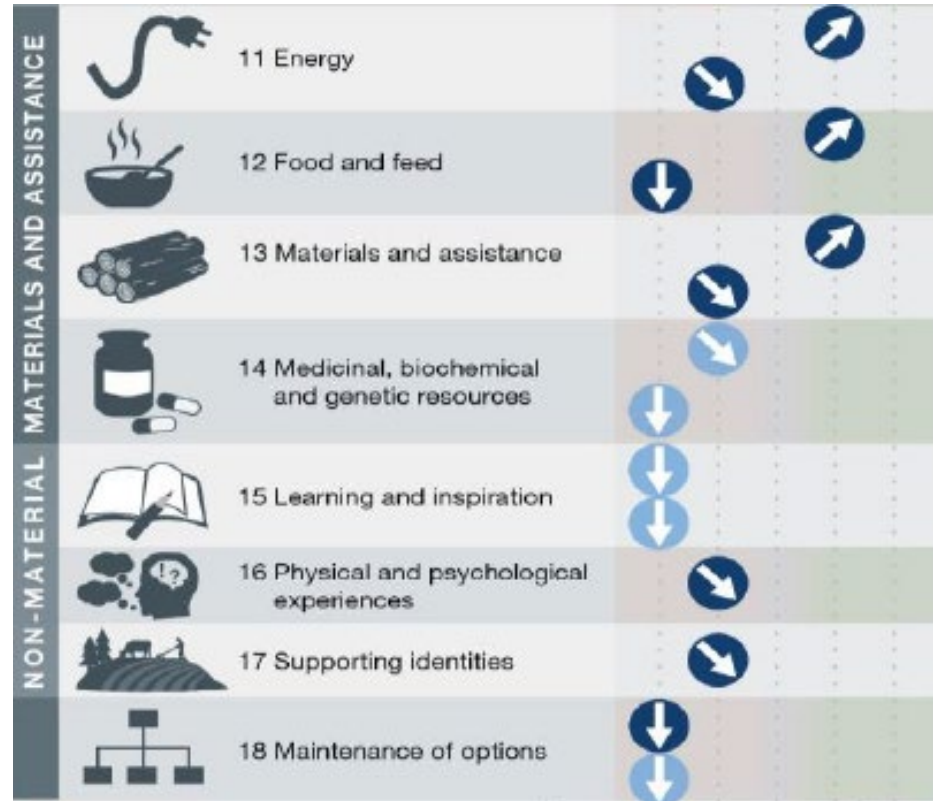 MATERIALS AND ASSISTANCE
11 Energy
12 Food and feed
13 Materials and assistance
14 Medicinal, biochemical
and genetic resources
NON-MATERIAL
15 Learning and inspiration
!?
16 Physical and psychological
experiences
17 Supporting identities
18 Maintenance of options